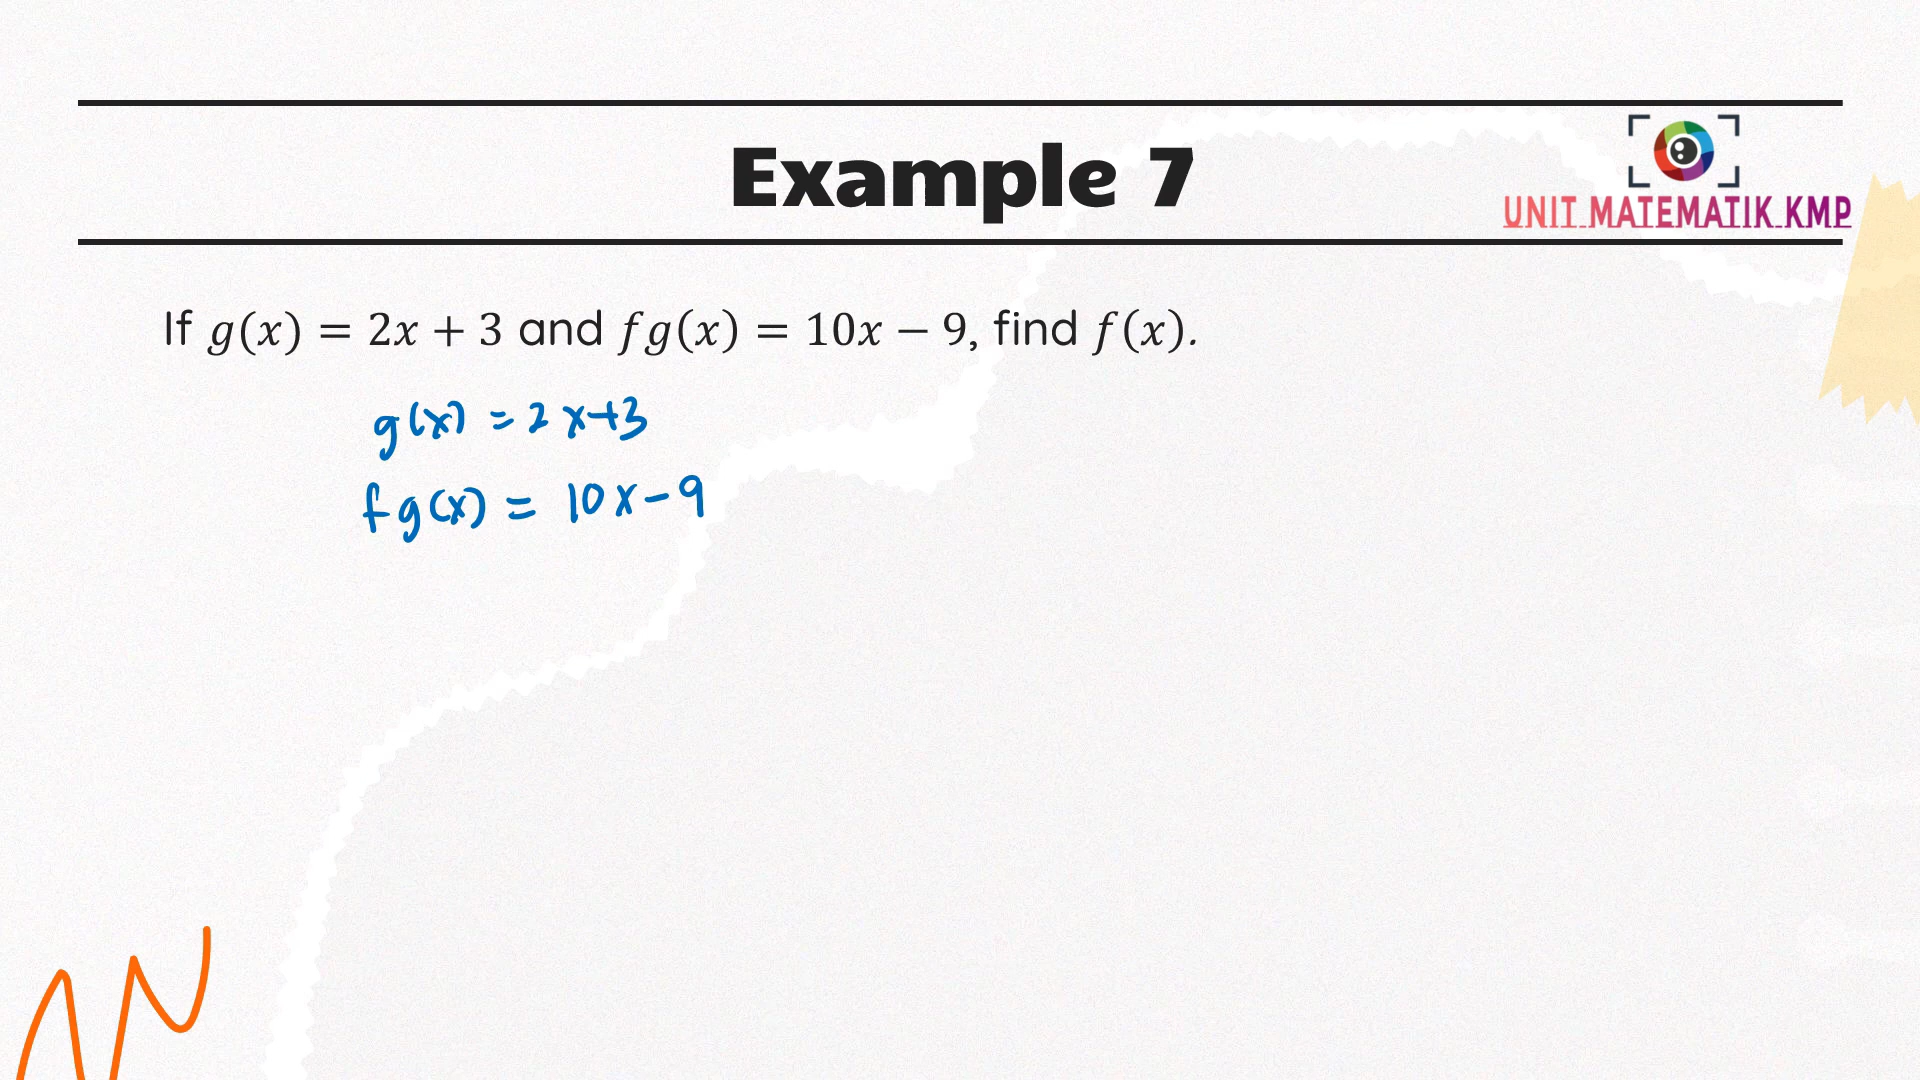 Example 7
UNIT MATEMATIK KMP
If g(x) = 2x + 3 and fg(x) = 10x − 9, find f(x).
g(x) = 2x+3
fg(x) = 10x-9